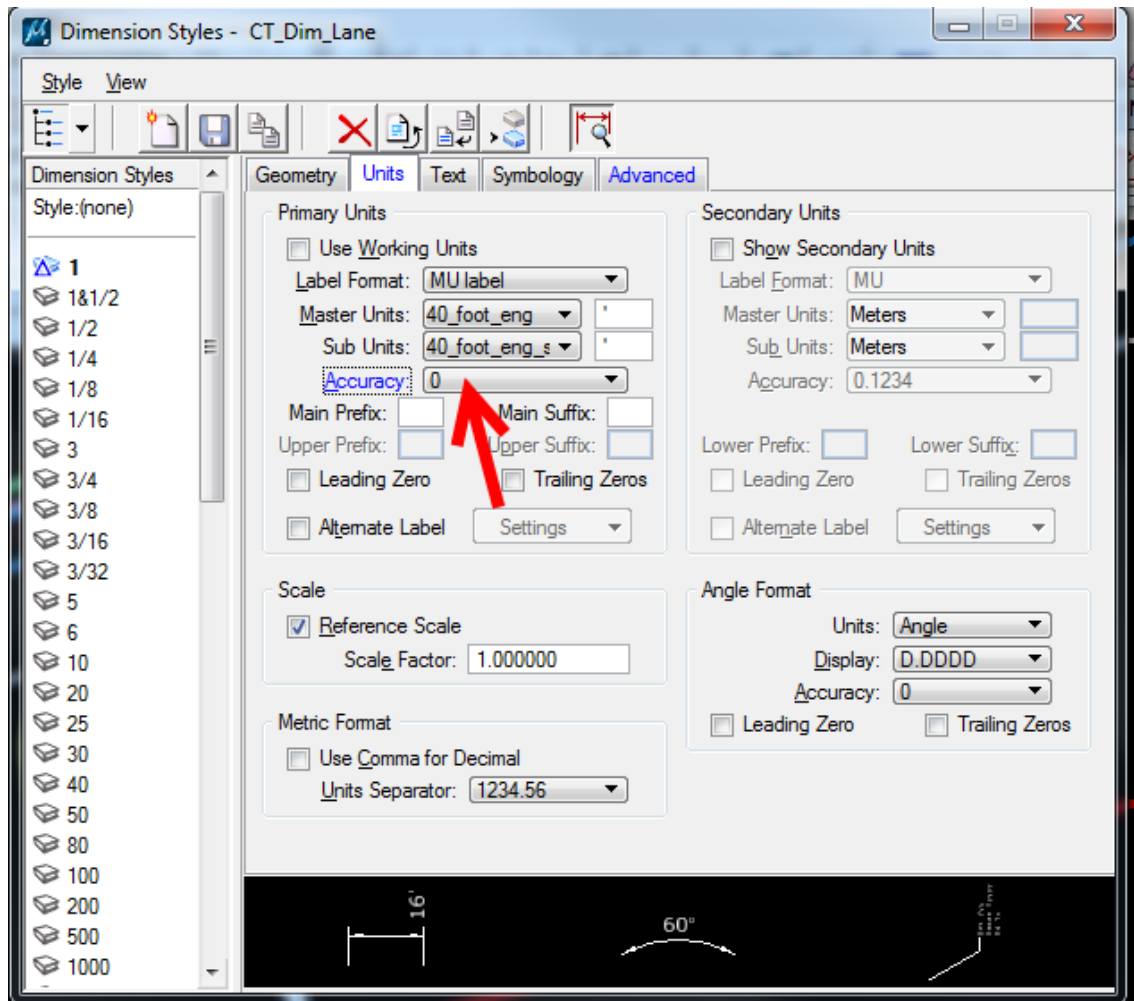 Dimension Styles - CT_Dim_Lane
Style View
Dimension Styles
Style:(none)
1
1&1/2
1/2
1/4
1/8
1/16
3
3/4
3/8
3/16
3/32
5
6
10
20
25
30
40
50
80
100
200
500
1000
Geometry Units Text Symbology Advanced
Primary Units
Use Working Units
Label Format: MU label
Master Units: 40_foot_eng '
Sub Units: 40_foot_eng_s '
Accuracy: 0
Main Prefix: Main Suffix:
Upper Prefix: Upper Suffix:
Leading Zero Trailing Zeros
Alternate Label Settings
Scale
Reference Scale
Scale Factor: 1.000000
Metric Format
Use Comma for Decimal
Units Separator: 1234.56
Secondary Units
Show Secondary Units
Label Format: MU
Master Units: Meters
Sub Units: Meters
Accuracy: 0.1234
Lower Prefix: Lower Suffix:
Leading Zero Trailing Zeros
Alternate Label Settings
Angle Format
Units: Angle
Display: D.DDDD
Accuracy: 0
Leading Zero Trailing Zeros
16'
60°